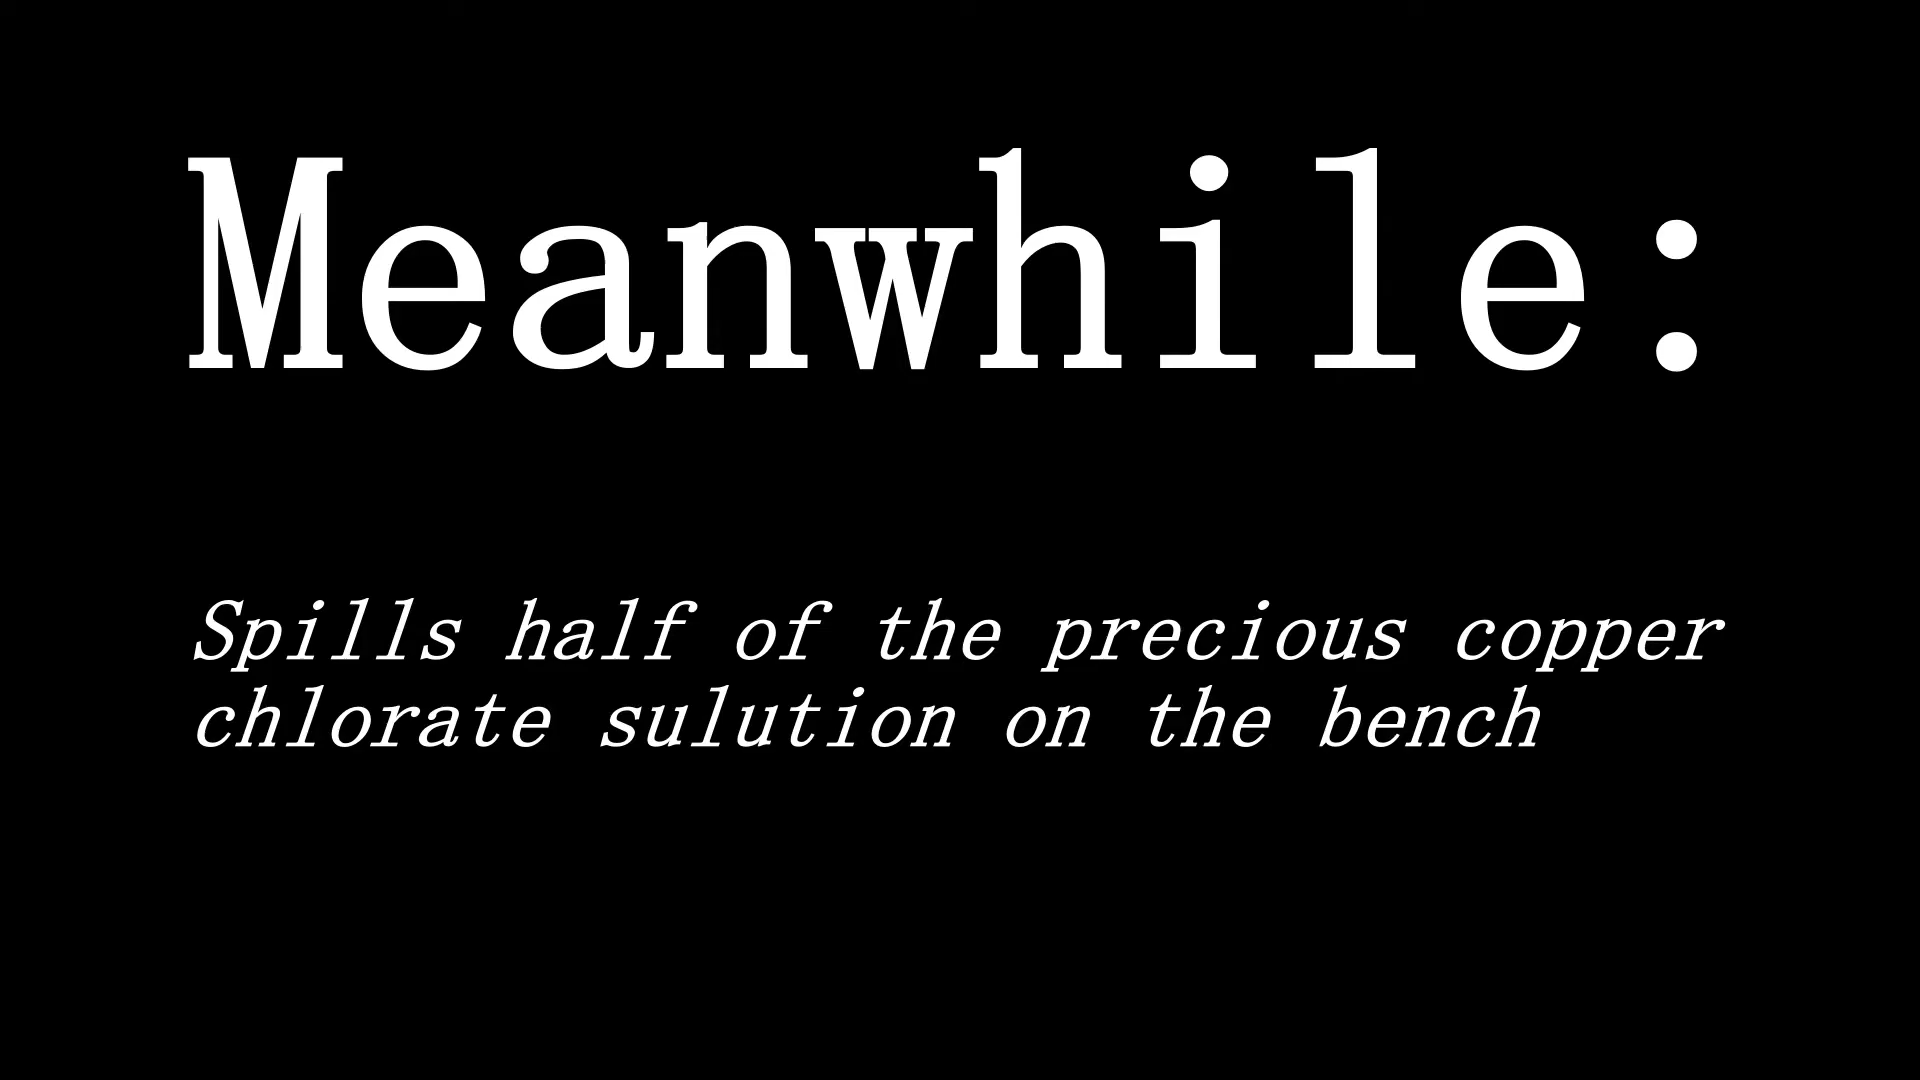 Meanwhile:
Spills half of the precious copper
chlorate sulution on the bench